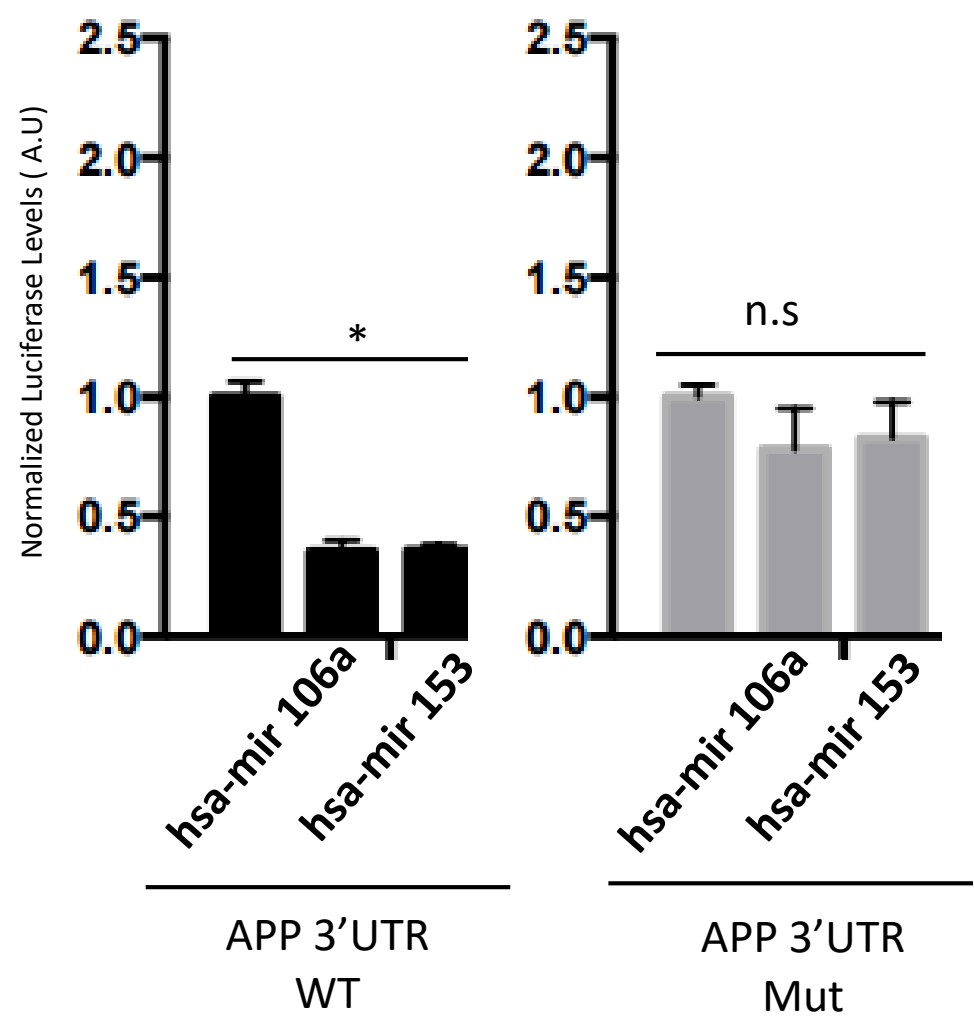 Normalized Luciferase Levels ( A.U)
2.5
2.0
1.5
1.0
0.5
0.0
*
hsa-mir 106a
hsa-mir 153
APP 3’UTR
WT
2.5
2.0
1.5
1.0
0.5
0.0
n.s
hsa-mir 106a
hsa-mir 153
APP 3’UTR
Mut